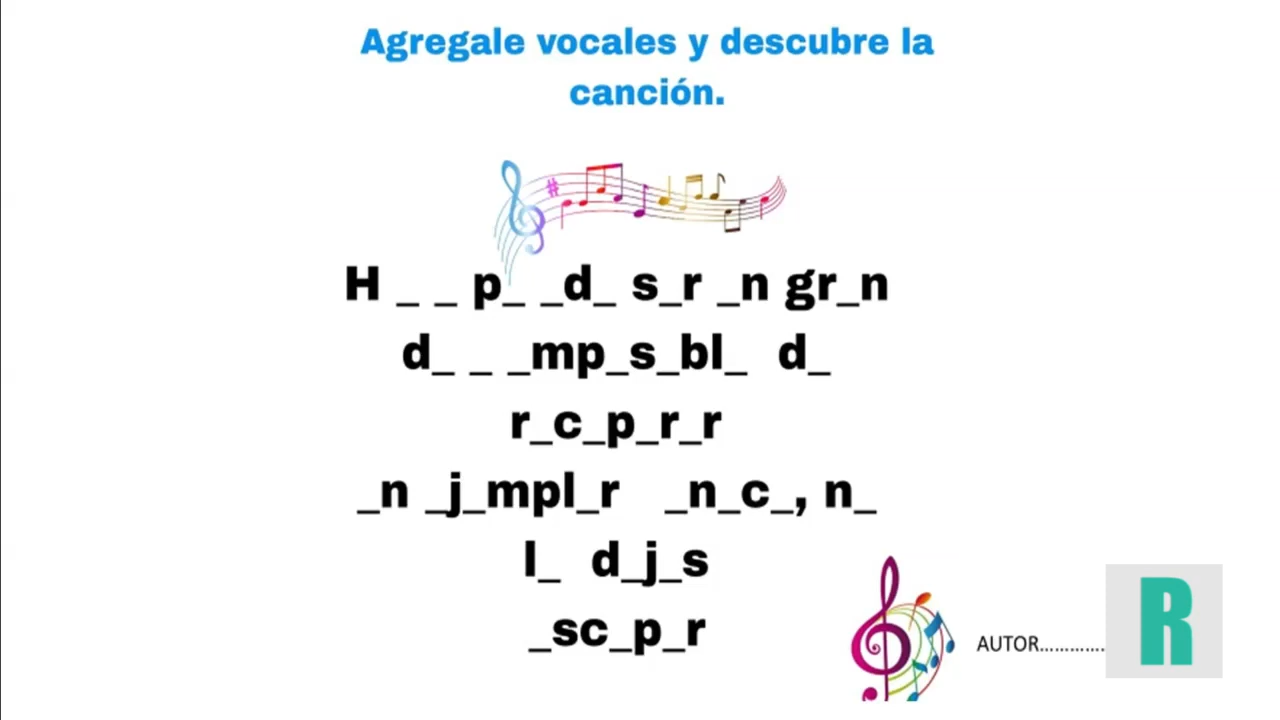 Agregale vocales y descubre la
canción.
H _ _ p_ _d_ s_r _n gr_n
d_ _ _mp_s_bl_ d_
r_c_p_r_r
_n _j_mpl_r _n_c_, n_
l_ d_j_s
_sc_p_r
AUTOR.............
R